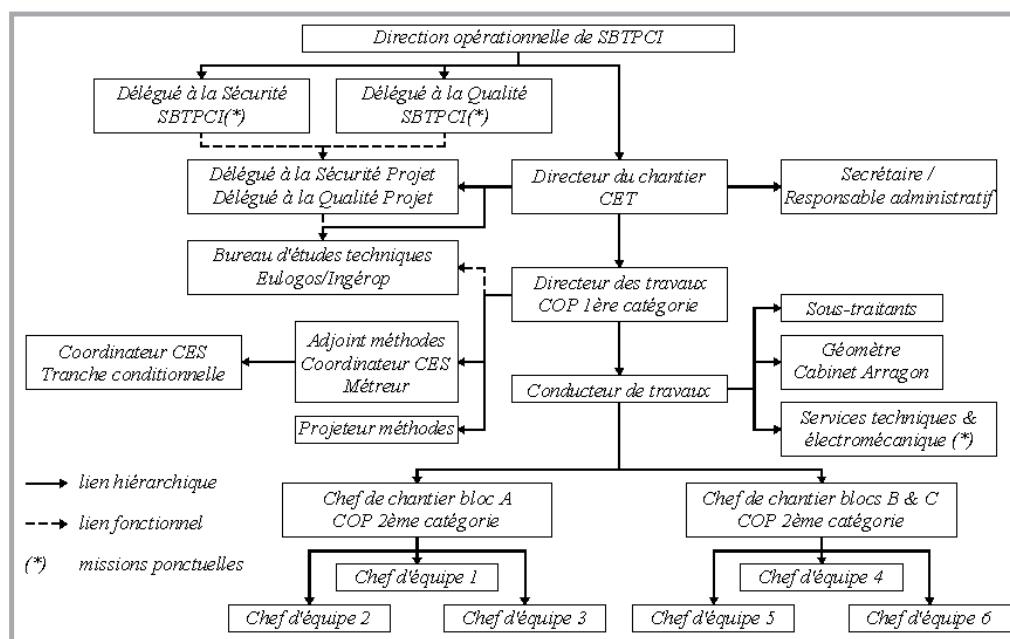 Direction opérationnelle de SBTPCI
Délégué à la Sécurité
SBTPCI(*)
Délégué à la Qualité
SBTPCI(*)
Délégué à la Sécurité Projet
Délégué à la Qualité Projet
Directeur du chantier
CET
Secrétaire /
Responsable administratif
Bureau d'études techniques
Eulogos/Ingérop
Directeur des travaux
COP 1ère catégorie
Sous-traitants
Coordinateur CES
Tranche conditionnelle
Adjoint méthodes
Coordinateur CES
Métreur
Géomètre
Cabinet Arragon
Conducteur de travaux
Projeteur méthodes
Services techniques &
électromécanique (*)
lien hiérarchique
lien fonctionnel
(*) missions ponctuelles
Chef de chantier bloc A
COP 2ème catégorie
Chef de chantier blocs B & C
COP 2ème catégorie
Chef d'équipe 1
Chef d'équipe 4
Chef d'équipe 2
Chef d'équipe 3
Chef d'équipe 5
Chef d'équipe 6